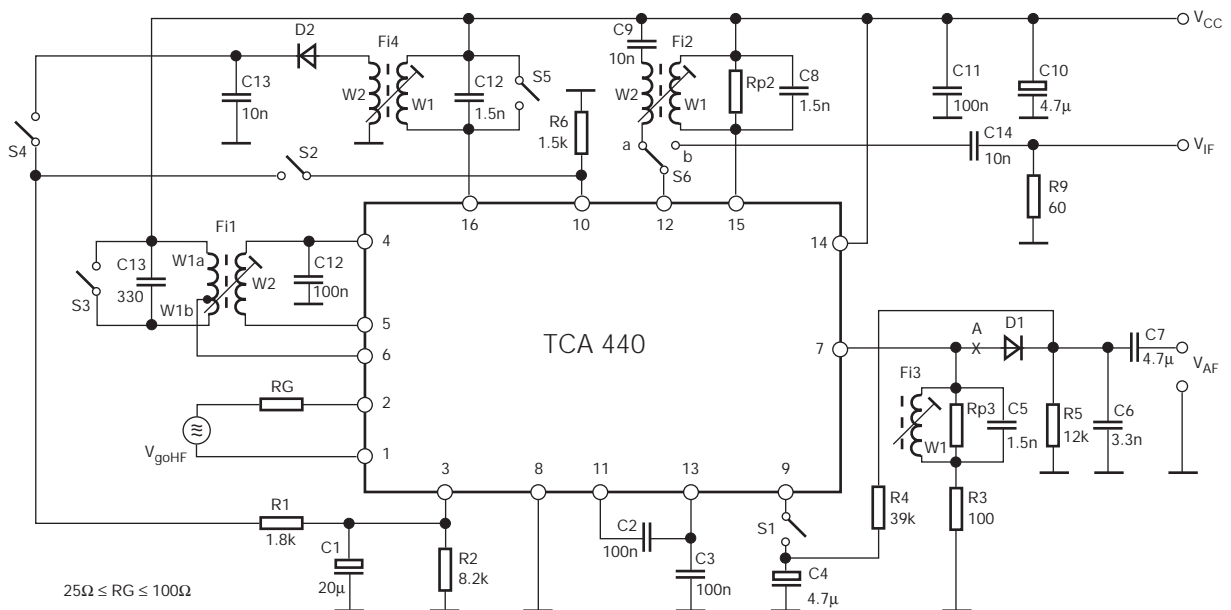 V_CC
D2
Fi4
C9
10n
Fi2
C13
10n
W2
W1
C12
1.5n
S5
W2
W1
Rp2
C8
1.5n
C11
100n
C10
4.7µ
S4
S2
R6
1.5k
a
b
S6
C14
10n
V_IF
R9
60
16
10
12
15
Fi1
4
14
S3
C13
330
W1a
W1b
W2
C12
100n
5
6
TCA 440
7
A
X
D1
C7
4.7µ
V_AF
RG
2
V_goHF
1
Fi3
W1
Rp3
C5
1.5n
R5
12k
C6
3.3n
3
8
11
13
9
R1
1.8k
C1
20µ
R2
8.2k
C2
100n
C3
100n
S1
C4
4.7µ
R4
39k
R3
100
25Ω ≤ RG ≤ 100Ω